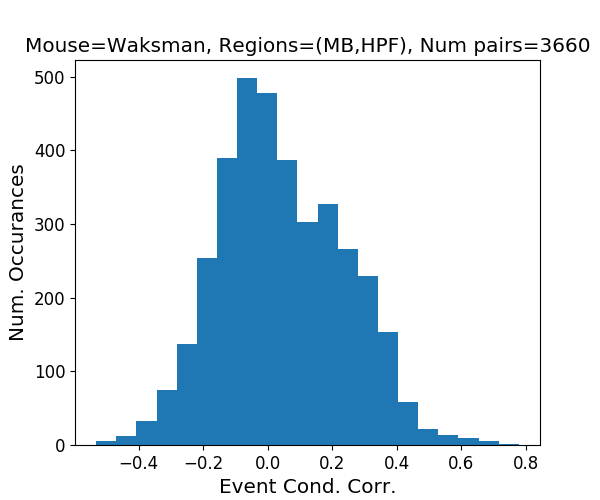 Mouse=Waksman, Regions=(MB,HPF), Num pairs=3660
Num. Occurances
500
400
300
200
100
0
−0.4 −0.2 0.0 0.2 0.4 0.6 0.8
Event Cond. Corr.